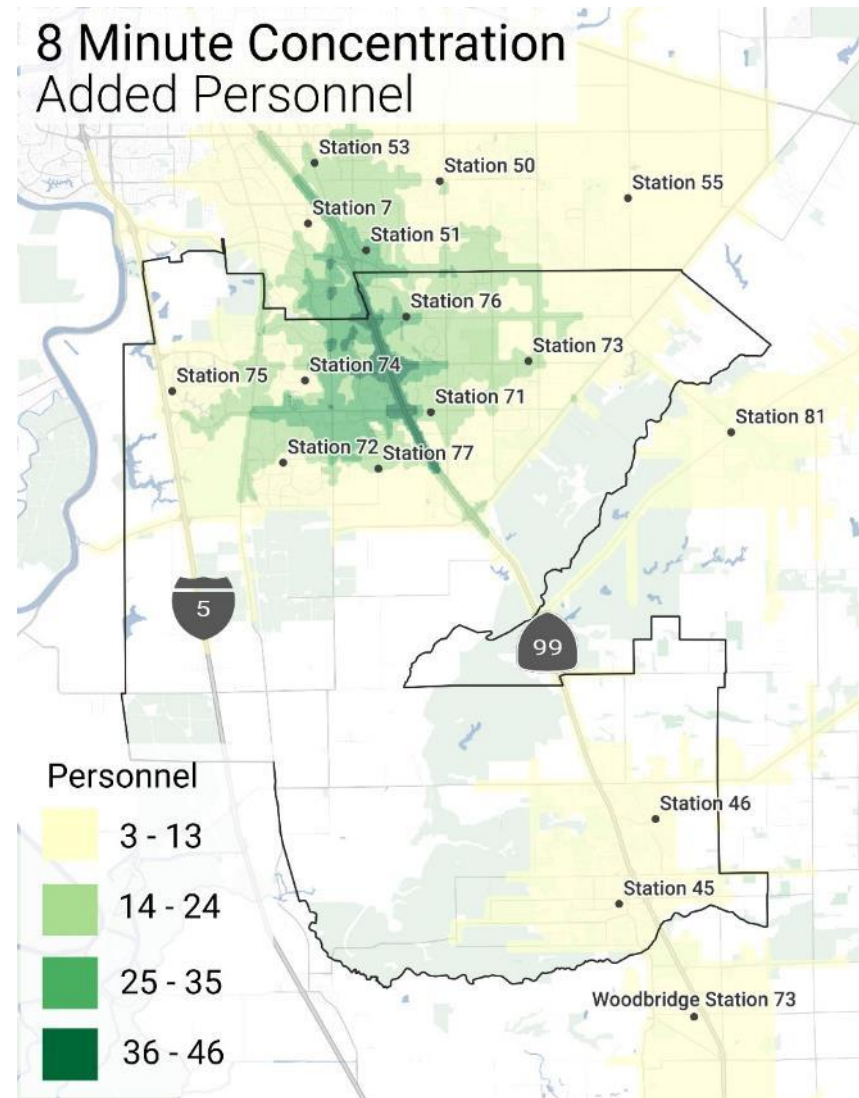 8 Minute Concentration
Added Personnel
Station 53
Station 50
Station 55
Station 7
Station 51
Station 76
Station 73
Station 74
Station 75
Station 71
Station 81
Station 72
Station 77
5
99
Personnel
3 - 13
14 - 24
25 - 35
36 - 46
Station 46
Station 45
Woodbridge Station 73